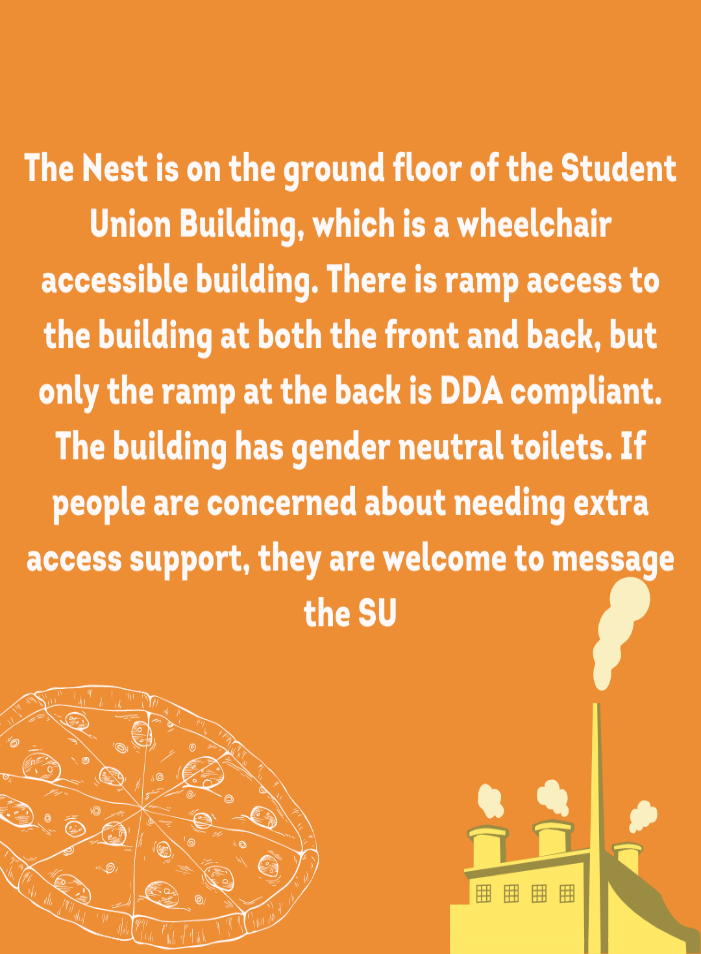 The Nest is on the ground floor of the Student
Union Building, which is a wheelchair
accessible building. There is ramp access to
the building at both the front and back, but
only the ramp at the back is DDA compliant.
The building has gender neutral toilets. If
people are concerned about needing extra
access support, they are welcome to message
the SU